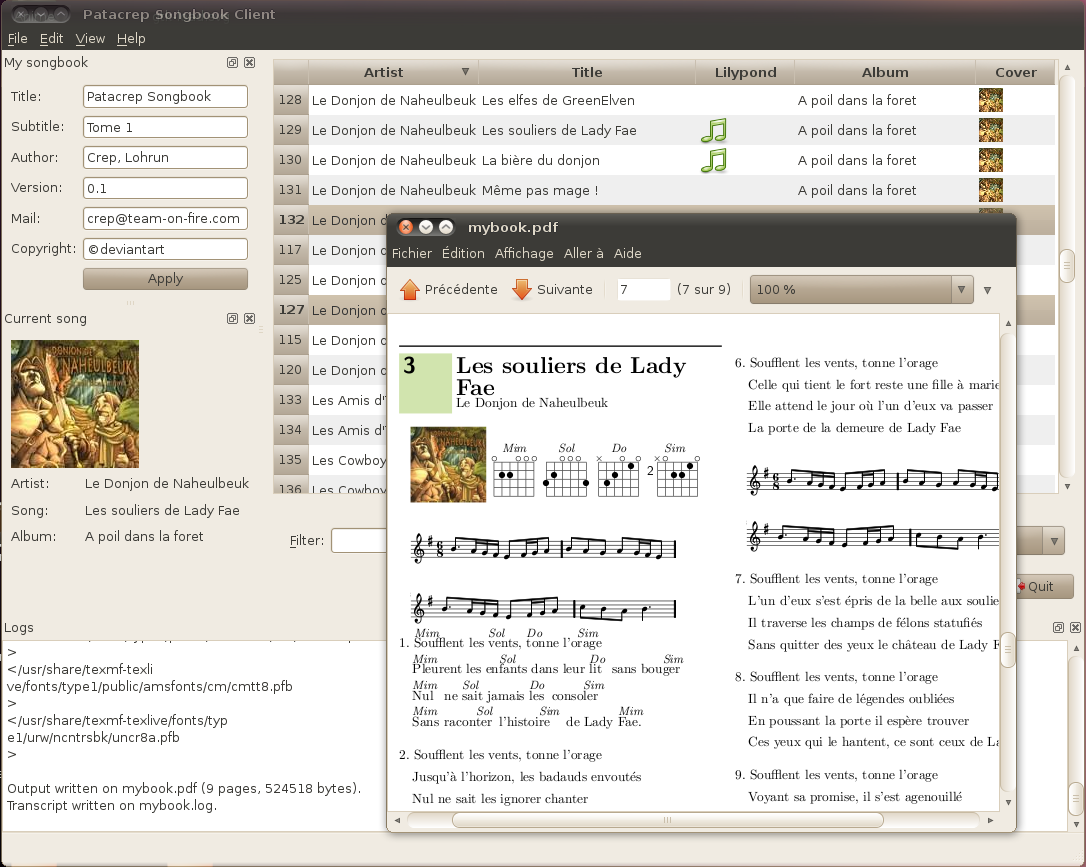 Patacrep Songbook Client
File Edit View Help
My songbook
Title: Patacrep Songbook
Subtitle: Tome 1
Author: Crep, Lohrun
Version: 0.1
Mail: crep@team-on-fire.com
Copyright: ©deviantart
Apply
Current song
Artist: Le Donjon de Naheulbeuk
Song: Les souliers de Lady Fae
Album: A poil dans la foret
Artist Title Lilypond Album Cover
128 Le Donjon de Naheulbeuk Les elfes de GreenElven A poil dans la foret
129 Le Donjon de Naheulbeuk Les souliers de Lady Fae A poil dans la foret
130 Le Donjon de Naheulbeuk La bière du donjon A poil dans la foret
131 Le Donjon de Naheulbeuk Même pas mage ! A poil dans la foret
132 Le Donjon d
117 Le Donjon d
125 Le Donjon d
127 Le Donjon d
115 Le Donjon d
120 Le Donjon d
133 Les Amis d'
134 Les Amis d'
135 Les Cowboy
136 Les Cowboy
Filter:
Quit
Logs
>
</usr/share/texmf-texli
ve/fonts/type1/public/amsfonts/cm/cmtt8.pfb
>
</usr/share/texmf-texlive/fonts/typ
e1/urw/ncntrsbk/uncr8a.pfb
>
Output written on mybook.pdf (9 pages, 524518 bytes).
Transcript written on mybook.log.
mybook.pdf
Fichier Édition Affichage Aller à Aide
Précédente Suivante 7 (7 sur 9) 100 %
3 Les souliers de Lady
Fae
Le Donjon de Naheulbeuk
DONJON DE NAHEULBEUK
Mim Sol Do Sim
2
Mim Sol Do Sim
1. Soufflent les vents, tonne l'orage
Mim Sol Do Sim
Pleurent les enfants dans leur lit sans bouger
Mim Sol Do Sim
Nul ne sait jamais les consoler
Mim Sol Sim Mim
Sans raconter l'histoire de Lady Fae.
2. Soufflent les vents, tonne l'orage
Jusqu'à l'horizon, les badauds envoutés
Nul ne sait les ignorer chanter
6. Soufflent les vents, tonne l'orage
Celle qui tient le fort reste une fille à marie
Elle attend le jour où l'un d'eux va passer
La porte de la demeure de Lady Fae
7. Soufflent les vents, tonne l'orage
L'un d'eux s'est épris de la belle aux soulie
Il traverse les champs de félons statufiés
Sans quitter des yeux le château de Lady F
8. Soufflent les vents, tonne l'orage
Il n'a que faire de légendes oubliées
En poussant la porte il espère trouver
Ces yeux qui le hantent, ce sont ceux de La
9. Soufflent les vents, tonne l'orage
Voyant sa promise, il s'est agenouillé